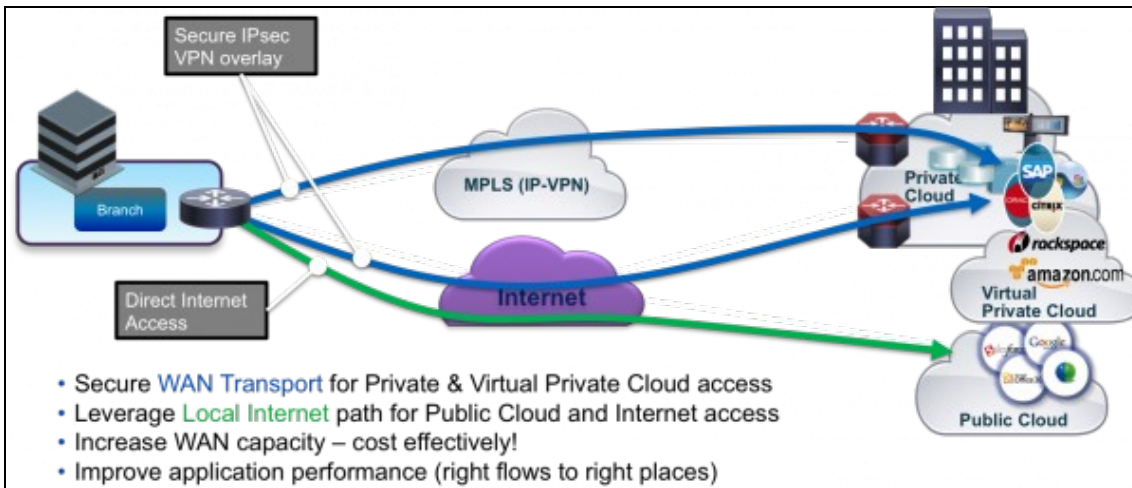 Secure IPsec
VPN overlay
Branch
MPLS (IP-VPN)
Private
Cloud
SAP
ORACLE
CITRIX
rackspace
amazon.com
Virtual
Private Cloud
Internet
Direct Internet
Access
Google
Public Cloud
• Secure WAN Transport for Private & Virtual Private Cloud access
• Leverage Local Internet path for Public Cloud and Internet access
• Increase WAN capacity – cost effectively!
• Improve application performance (right flows to right places)